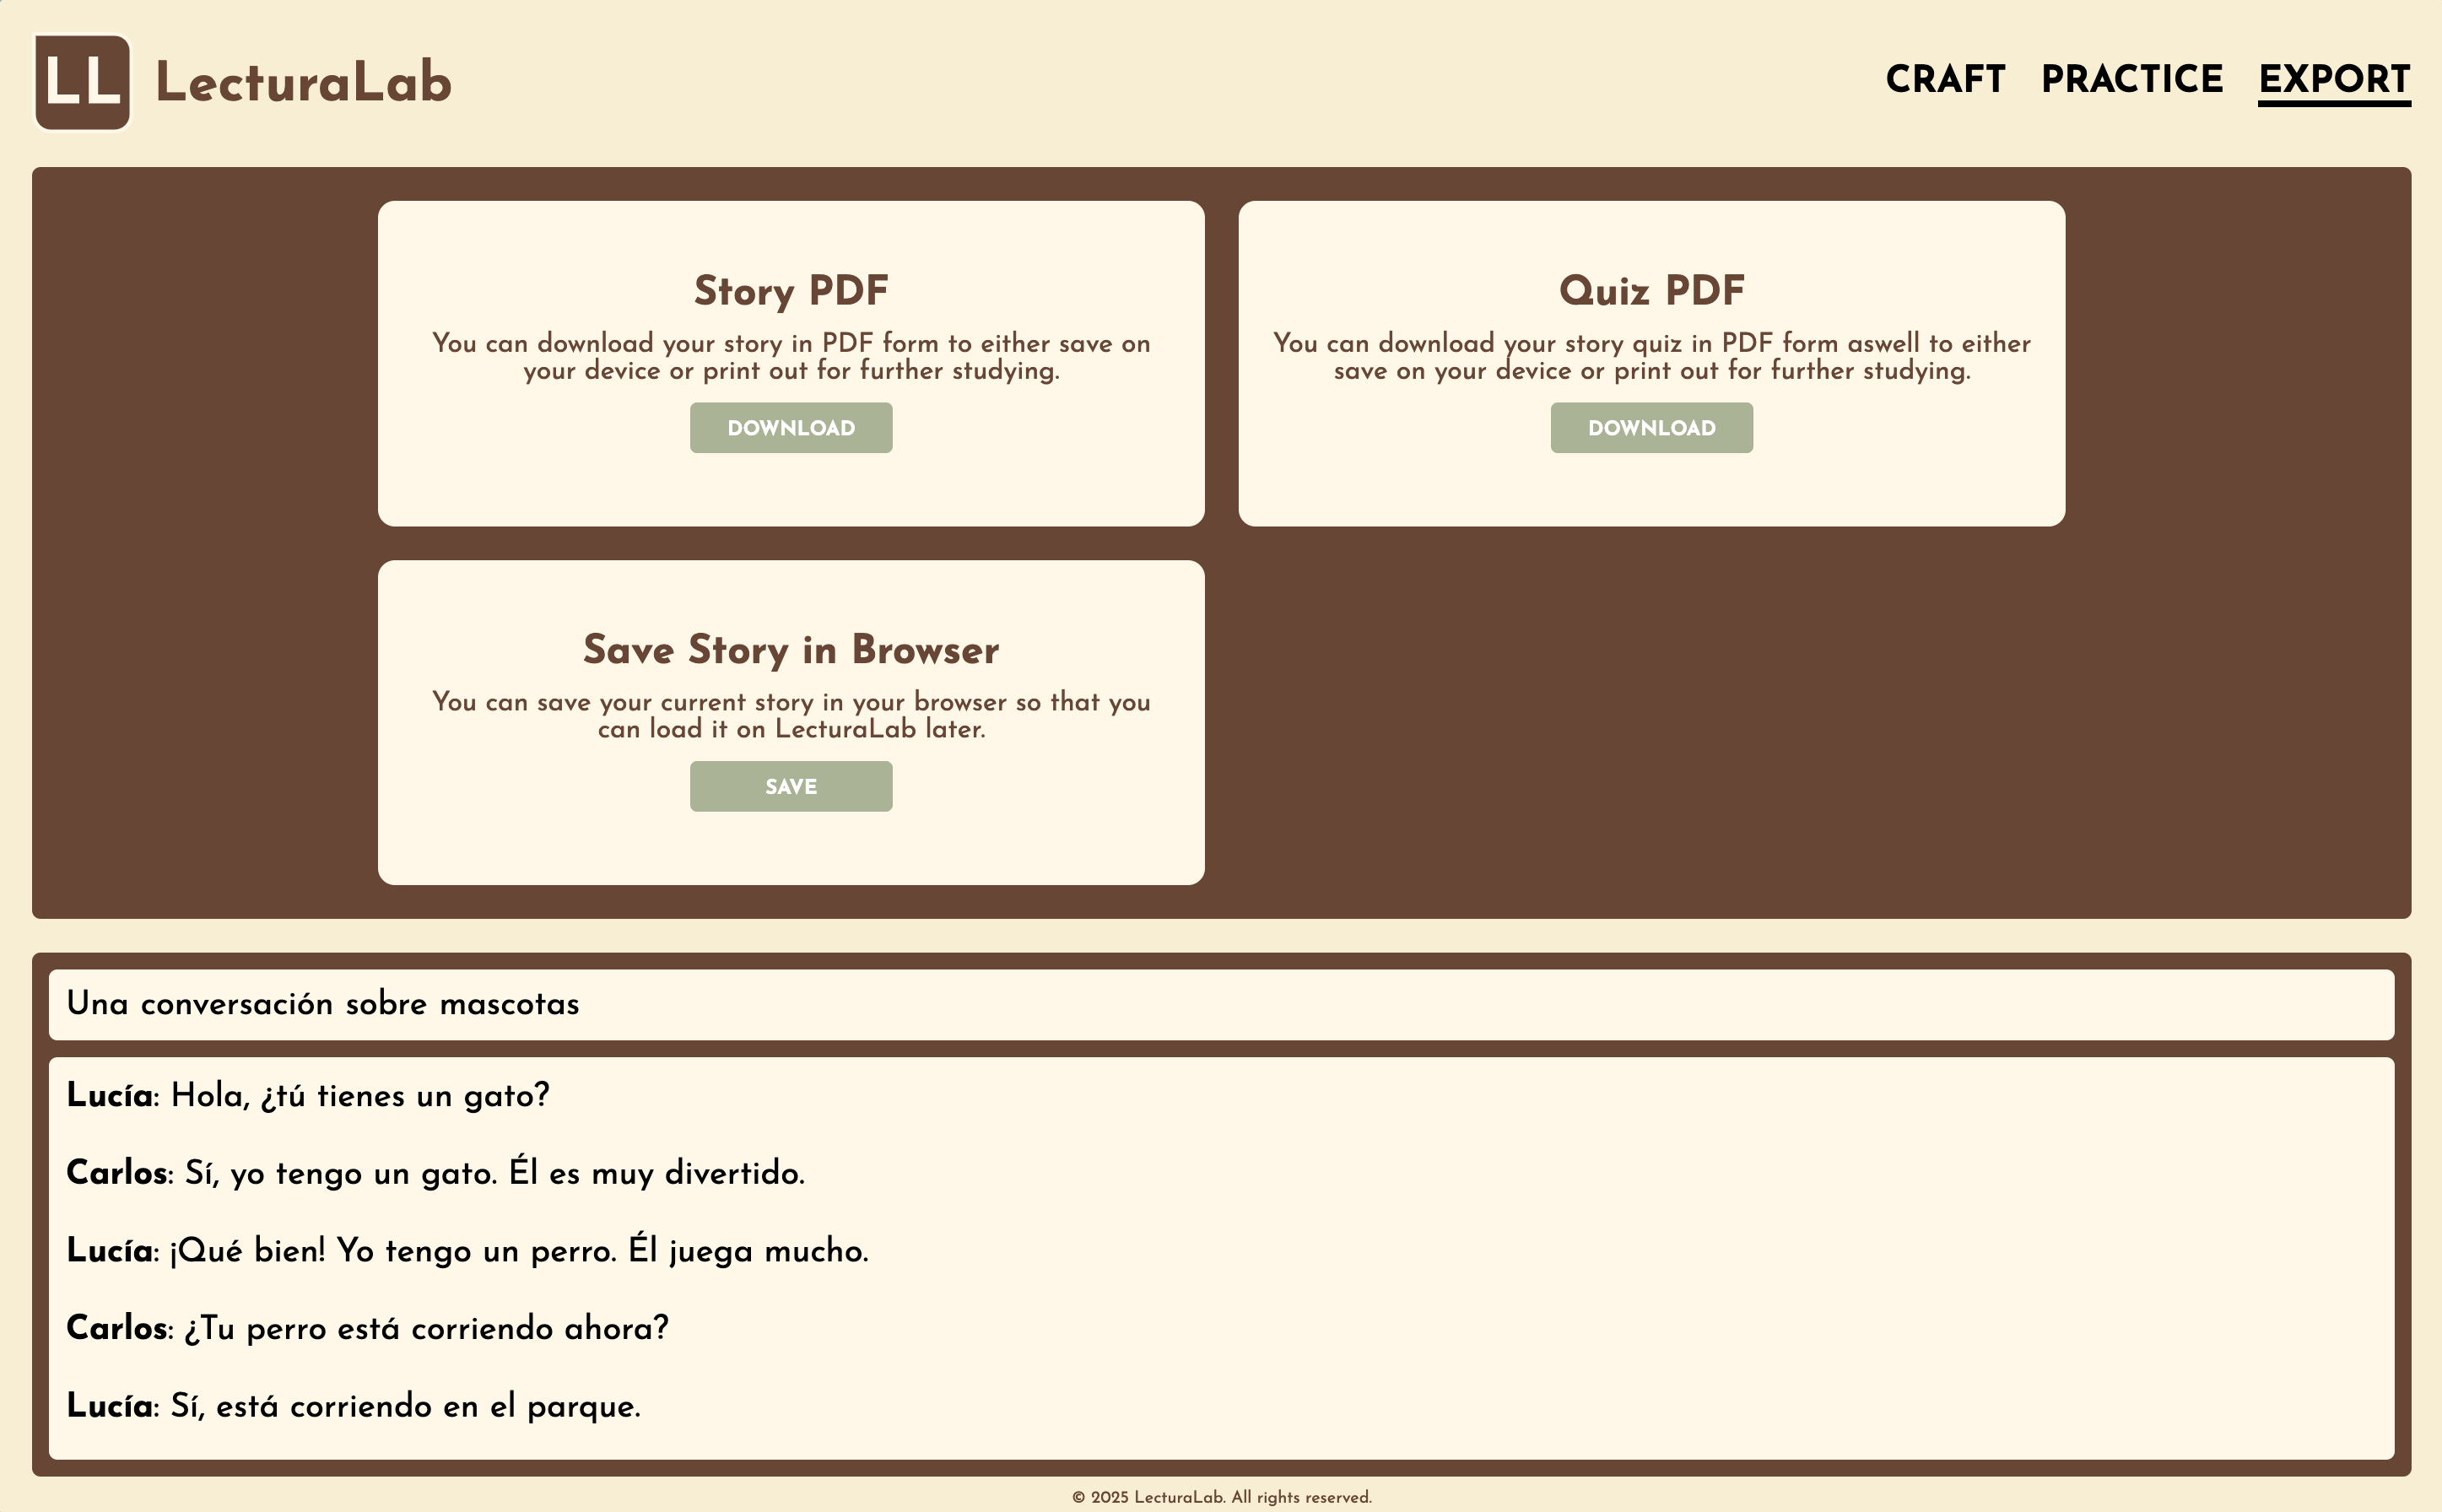 LL LecturaLab
CRAFT PRACTICE EXPORT
Story PDF
You can download your story in PDF form to either save on
your device or print out for further studying.
DOWNLOAD
Quiz PDF
You can download your story quiz in PDF form aswell to either
save on your device or print out for further studying.
DOWNLOAD
Save Story in Browser
You can save your current story in your browser so that you
can load it on LecturaLab later.
SAVE
Una conversación sobre mascotas
Lucía: Hola, ¿tú tienes un gato?
Carlos: Sí, yo tengo un gato. Él es muy divertido.
Lucía: ¡Qué bien! Yo tengo un perro. Él juega mucho.
Carlos: ¿Tu perro está corriendo ahora?
Lucía: Sí, está corriendo en el parque.
© 2025 LecturaLab. All rights reserved.